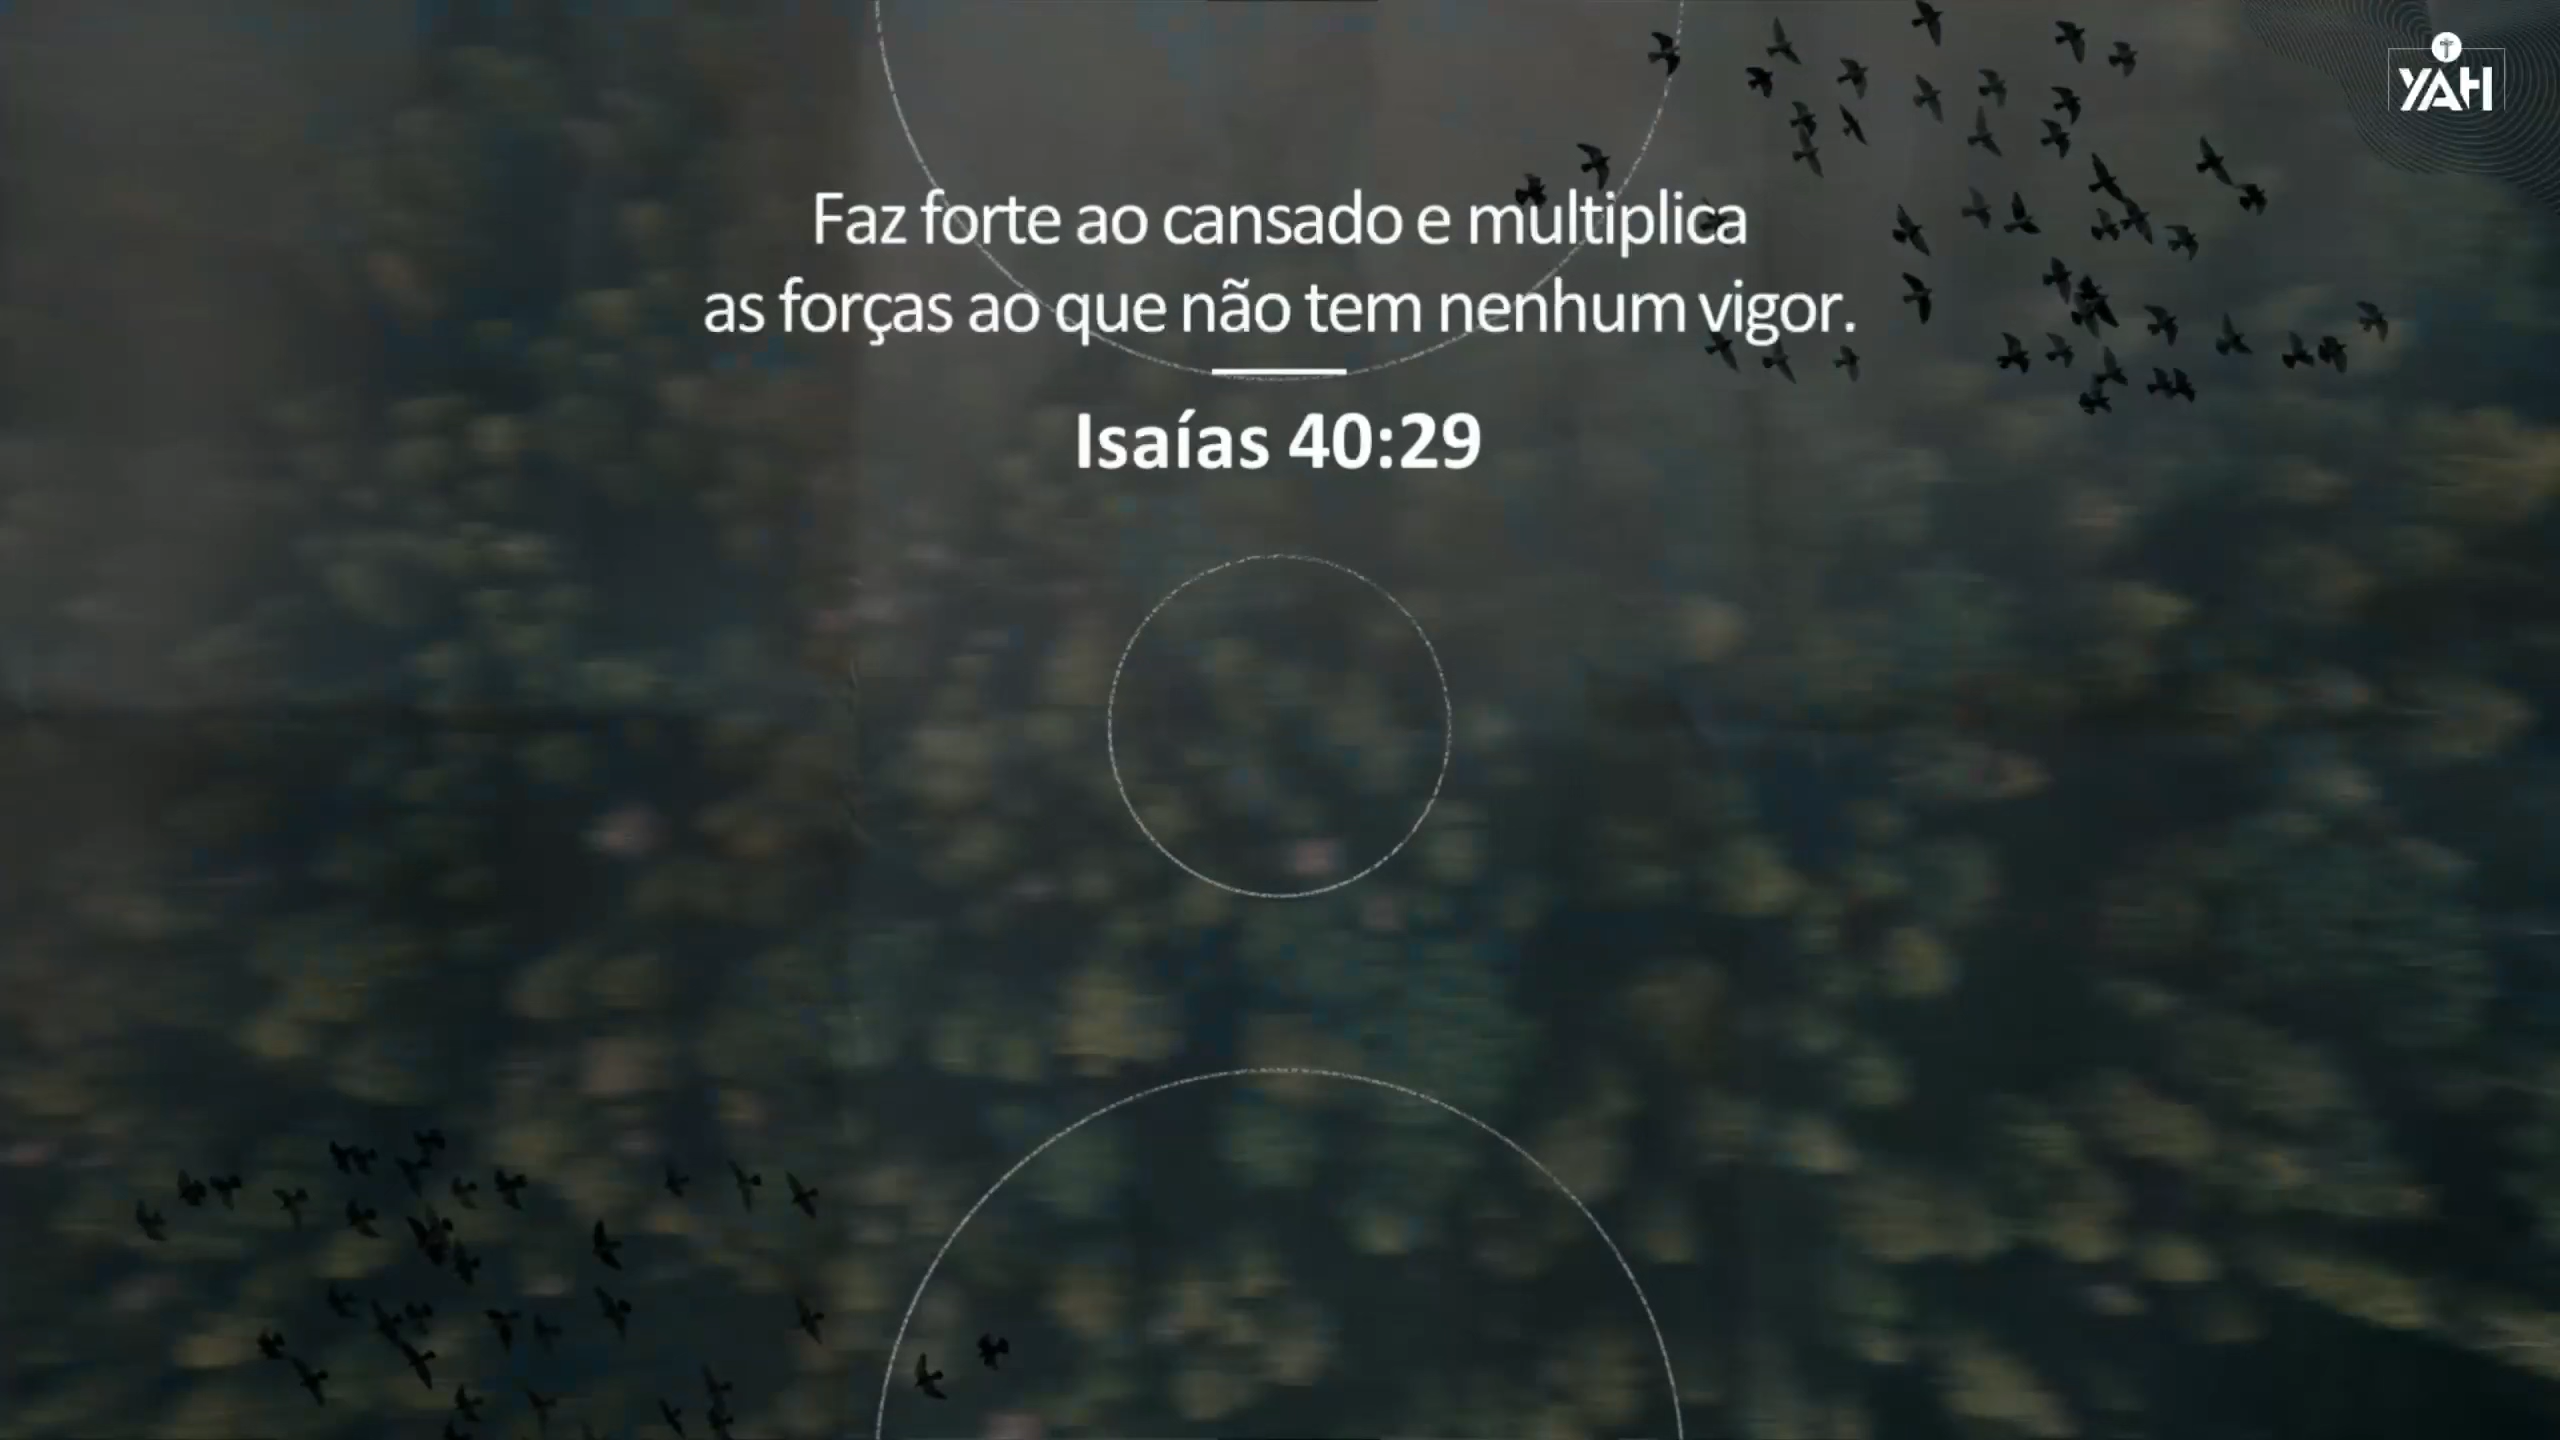 YAH
Faz forte ao cansado e multiplica
as forças ao que não tem nenhum vigor.
Isaías 40:29